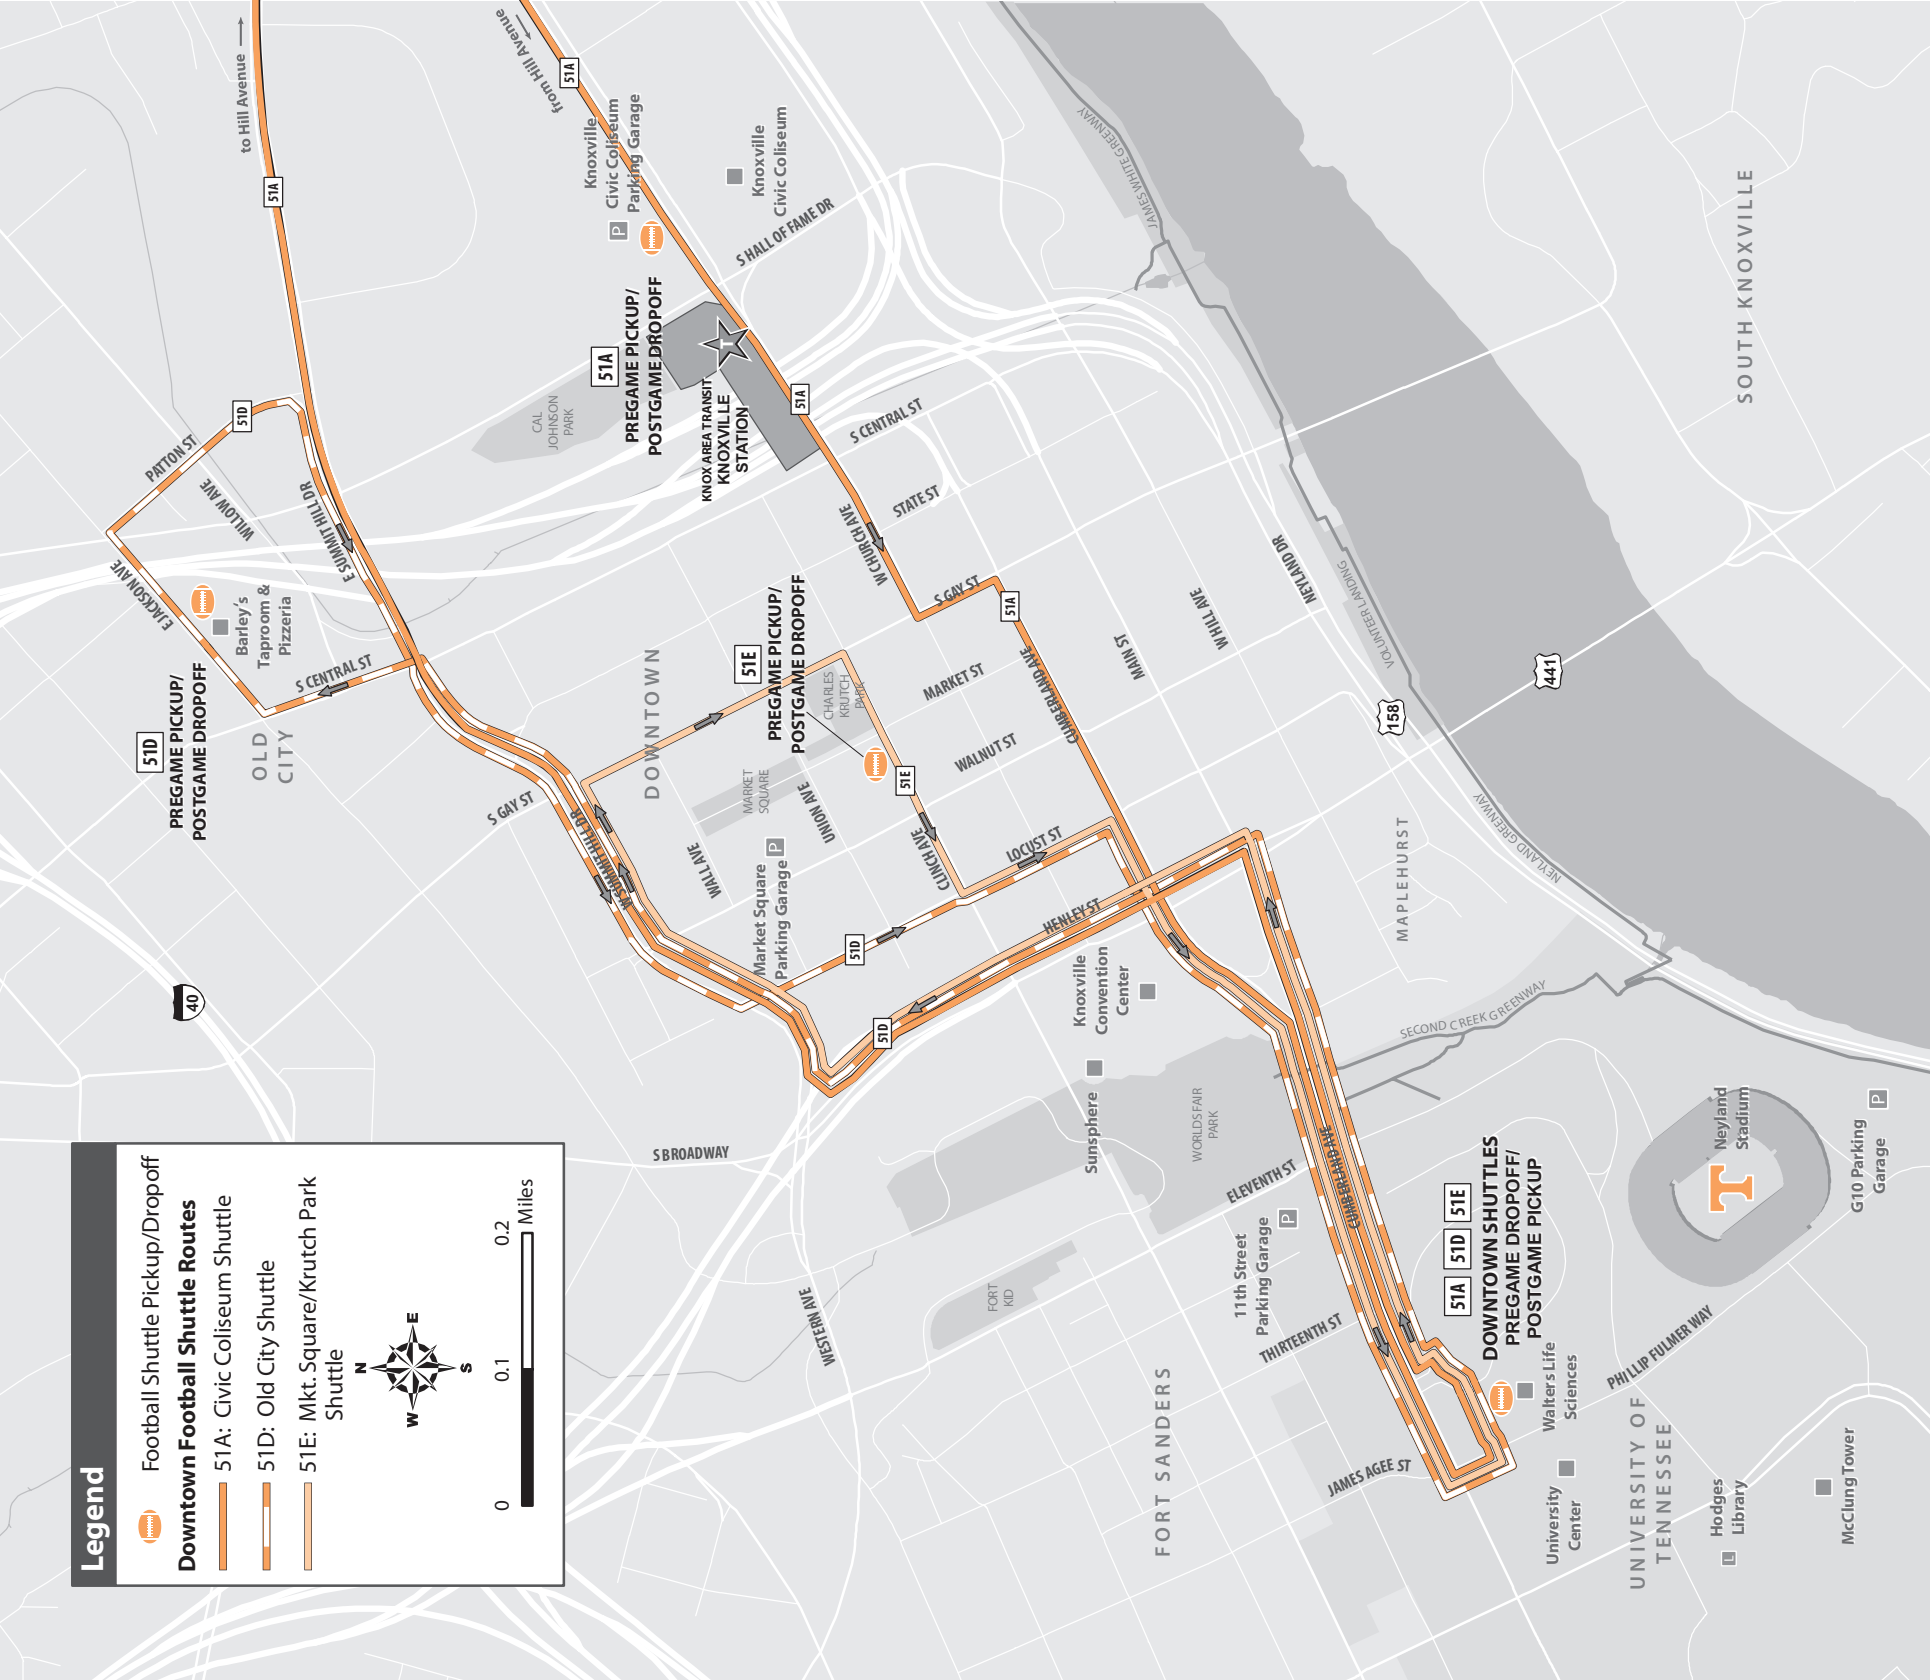 Legend
Football Shuttle Pickup/Dropoff
Downtown Football Shuttle Routes
51A: Civic Coliseum Shuttle
51D: Old City Shuttle
51E: Mkt. Square/Krutch Park
Shuttle
N
W
E
S
0
0.1
0.2
Miles
40
to Hill Avenue
from Hill Avenue
51A
51A
Knoxville
Civic Coliseum
Parking Garage
P
Knoxville
Civic Coliseum
S HALL OF FAME DR
51A
PREGAME PICKUP/
POSTGAME DROPOFF
KNOX AREA TRANSIT
KNOXVILLE
STATION
T
CAL
JOHNSON
PARK
51A
S CENTRAL ST
STATE ST
W CHURCH AVE
S GAY ST
51A
51D
PATTON ST
WILLOW AVE
E JACKSON AVE
E SUMMIT HILL DR
Barley's
Taproom &
Pizzeria
S CENTRAL ST
51D
PREGAME PICKUP/
POSTGAME DROPOFF
OLD
CITY
S GAY ST
DOWNTOWN
51E
PREGAME PICKUP/
POSTGAME DROPOFF
CHARLES
KRUTCH
PARK
MARKET
SQUARE
UNION AVE
WALL AVE
W SUMMIT HILL DR
P
Market Square
Parking Garage
51D
51E
CLINCH AVE
LOCUST ST
MARKET ST
WALNUT ST
CUMBERLAND AVE
MAIN ST
W HILL AVE
NEYLAND DR
HENLEY ST
51D
Knoxville
Convention
Center
Sunsphere
WORLDS FAIR
PARK
S BROADWAY
WESTERN AVE
FORT
KID
ELEVENTH ST
P
11th Street
Parking Garage
THIRTEENTH ST
CUMBERLAND AVE
JAMES AGEE ST
FORT SANDERS
51A
51D
51E
DOWNTOWN SHUTTLES
PREGAME DROPOFF/
POSTGAME PICKUP
Walters Life
Sciences
University
Center
PHILLIP FULMER WAY
UNIVERSITY OF
TENNESSEE
L
Hodges
Library
McClung Tower
T
Neyland
Stadium
P
G10 Parking
Garage
SECOND CREEK GREENWAY
MAPLEHURST
NEYLAND GREENWAY
VOLUNTEER LANDING
JAMES WHITE GREENWAY
158
441
SOUTH KNOXVILLE